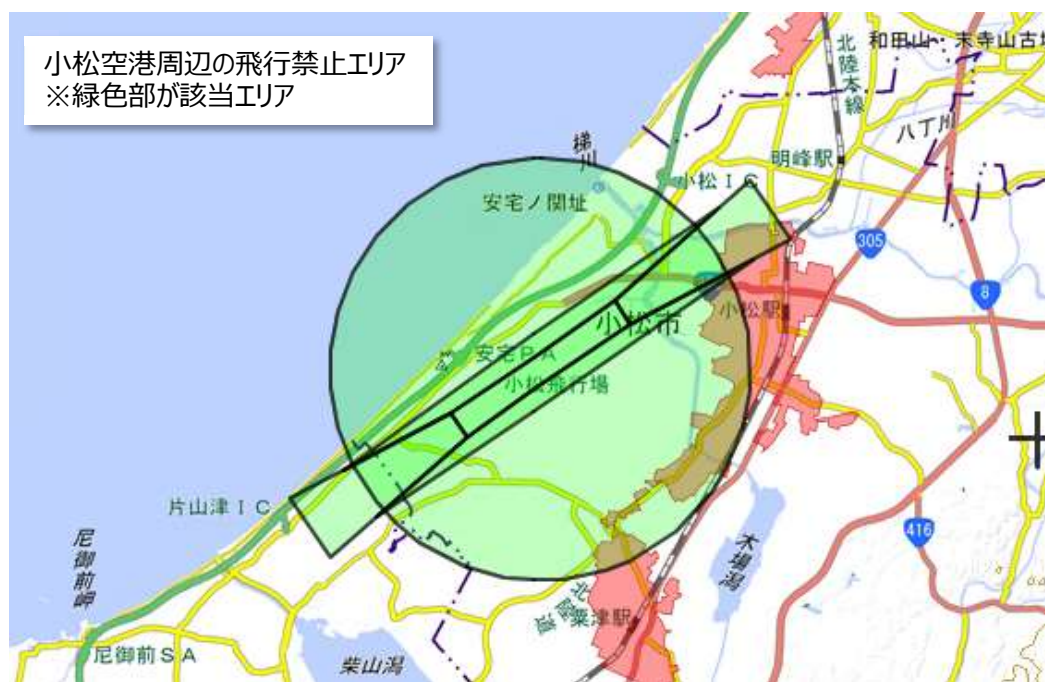 小松空港周辺の飛行禁止エリア
※緑色部が該当エリア
和田山・末寺山古墳
北陸本線
八丁川
梯川
明峰駅
小松IC
安宅ノ関址
305
8
小松駅
小松市
安宅PA
小松飛行場
片山津IC
416
木場潟
尼御前岬
北陸道
粟津駅
尼御前SA
柴山潟